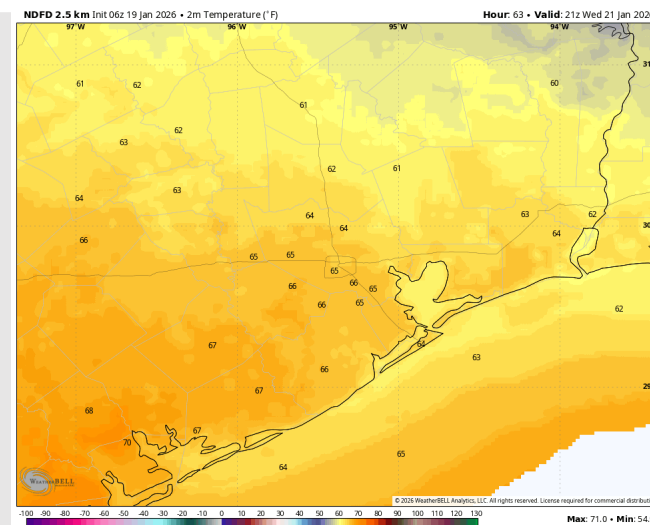 NDFD 2.5 km Init 06z 19 Jan 2026 • 2m Temperature (°F) Hour: 63 • Valid: 21z Wed 21 Jan 202
97°W 96°W 95°W 94°W
31
61 62 61 60
62
63
62 61
63
64
64 63 62
66 64 64
30
65 65
65
66 66 65
66 65
62
67 64
63
66
29
67
68
67
70
65
64
WEATHERBELL
© 2026 WeatherBELL Analytics, LLC. All rights reserved. License required for commercial distributi
-100 -90 -80 -70 -60 -50 -40 -30 -20 -10 0 10 20 30 40 50 60 70 80 90 100 110 120 130
Max: 71.0 • Min: 54.